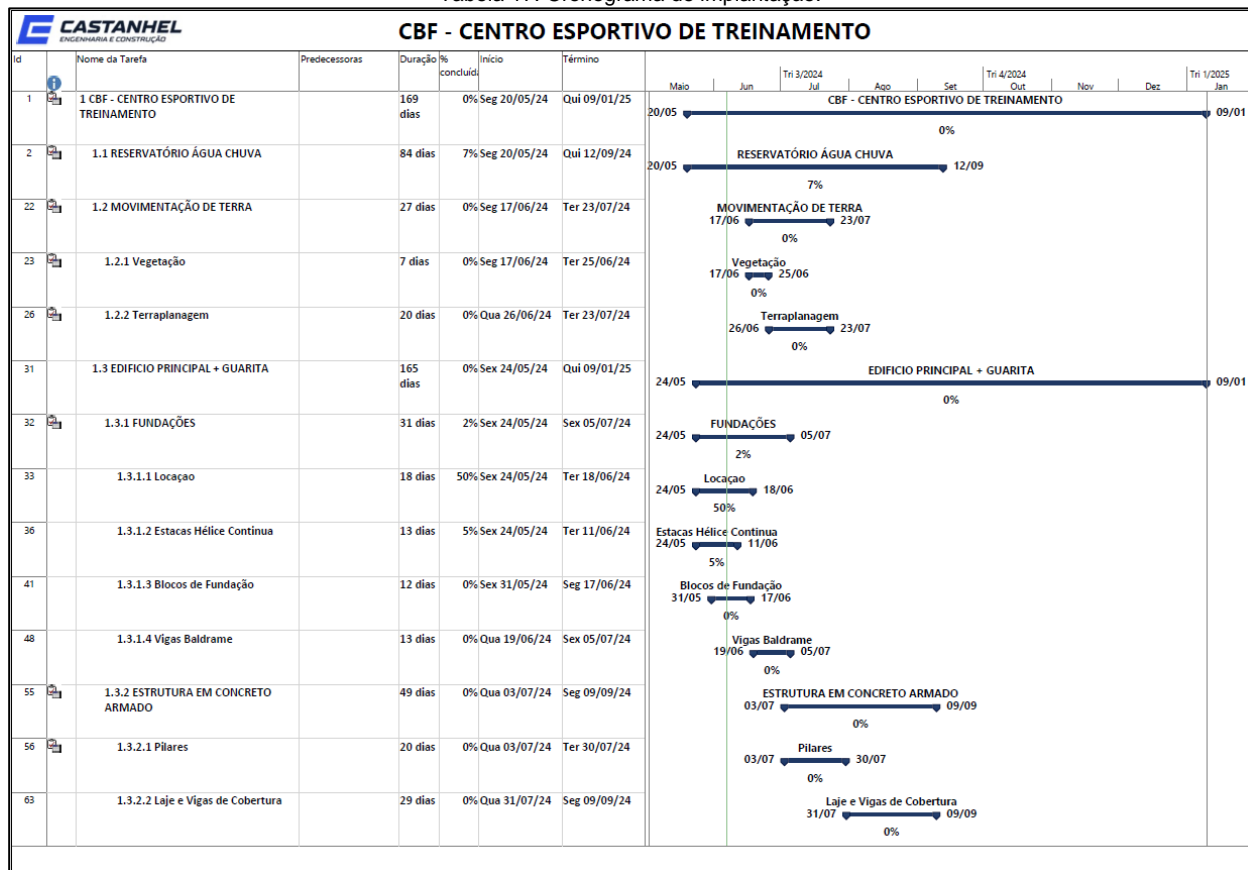 Tabela 17: Cronograma de Implantação.
CASTANHEL
ENGENHARIA E CONSTRUÇÃO
CBF - CENTRO ESPORTIVO DE TREINAMENTO
Id Nome da Tarefa Predecessoras Duração % concluída Início Término
Tri 3/2024 Tri 4/2024 Tri 1/2025
Maio Jun Jul Ago Set Out Nov Dez Jan
1 1 CBF - CENTRO ESPORTIVO DE 169 0% Seg 20/05/24 Qui 09/01/25
TREINAMENTO dias
CBF - CENTRO ESPORTIVO DE TREINAMENTO
20/05 09/01
0%
2 1.1 RESERVATÓRIO ÁGUA CHUVA 84 dias 7% Seg 20/05/24 Qui 12/09/24
RESERVATÓRIO ÁGUA CHUVA
20/05 12/09
7%
22 1.2 MOVIMENTAÇÃO DE TERRA 27 dias 0% Seg 17/06/24 Ter 23/07/24
MOVIMENTAÇÃO DE TERRA
17/06 23/07
0%
23 1.2.1 Vegetação 7 dias 0% Seg 17/06/24 Ter 25/06/24
Vegetação
17/06 25/06
0%
26 1.2.2 Terraplanagem 20 dias 0% Qua 26/06/24 Ter 23/07/24
Terraplanagem
26/06 23/07
0%
31 1.3 EDIFICIO PRINCIPAL + GUARITA 165 0% Sex 24/05/24 Qui 09/01/25
dias
EDIFICIO PRINCIPAL + GUARITA
24/05 09/01
0%
32 1.3.1 FUNDAÇÕES 31 dias 2% Sex 24/05/24 Sex 05/07/24
FUNDAÇÕES
24/05 05/07
2%
33 1.3.1.1 Locaçao 18 dias 50% Sex 24/05/24 Ter 18/06/24
Locaçao
24/05 18/06
50%
36 1.3.1.2 Estacas Hélice Continua 13 dias 5% Sex 24/05/24 Ter 11/06/24
Estacas Hélice Continua
24/05 11/06
5%
41 1.3.1.3 Blocos de Fundação 12 dias 0% Sex 31/05/24 Seg 17/06/24
Blocos de Fundação
31/05 17/06
0%
48 1.3.1.4 Vigas Baldrame 13 dias 0% Qua 19/06/24 Sex 05/07/24
Vigas Baldrame
19/06 05/07
0%
55 1.3.2 ESTRUTURA EM CONCRETO 49 dias 0% Qua 03/07/24 Seg 09/09/24
ARMADO
ESTRUTURA EM CONCRETO ARMADO
03/07 09/09
0%
56 1.3.2.1 Pilares 20 dias 0% Qua 03/07/24 Ter 30/07/24
Pilares
03/07 30/07
0%
63 1.3.2.2 Laje e Vigas de Cobertura 29 dias 0% Qua 31/07/24 Seg 09/09/24
Laje e Vigas de Cobertura
31/07 09/09
0%